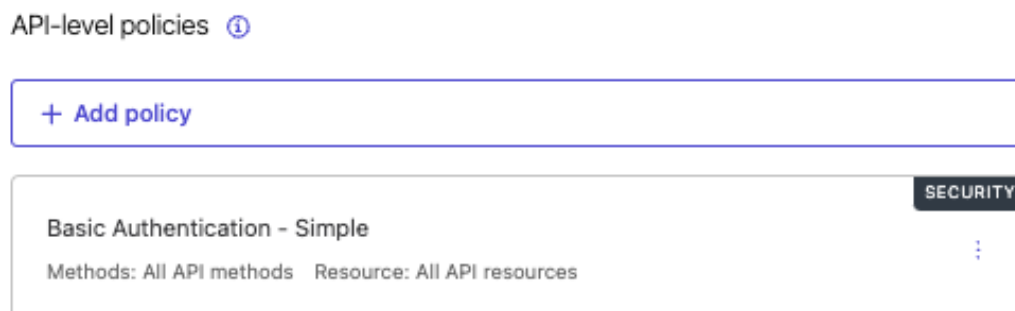 API-level policies
+ Add policy
SECURITY
Basic Authentication - Simple
Methods: All API methods Resource: All API resources